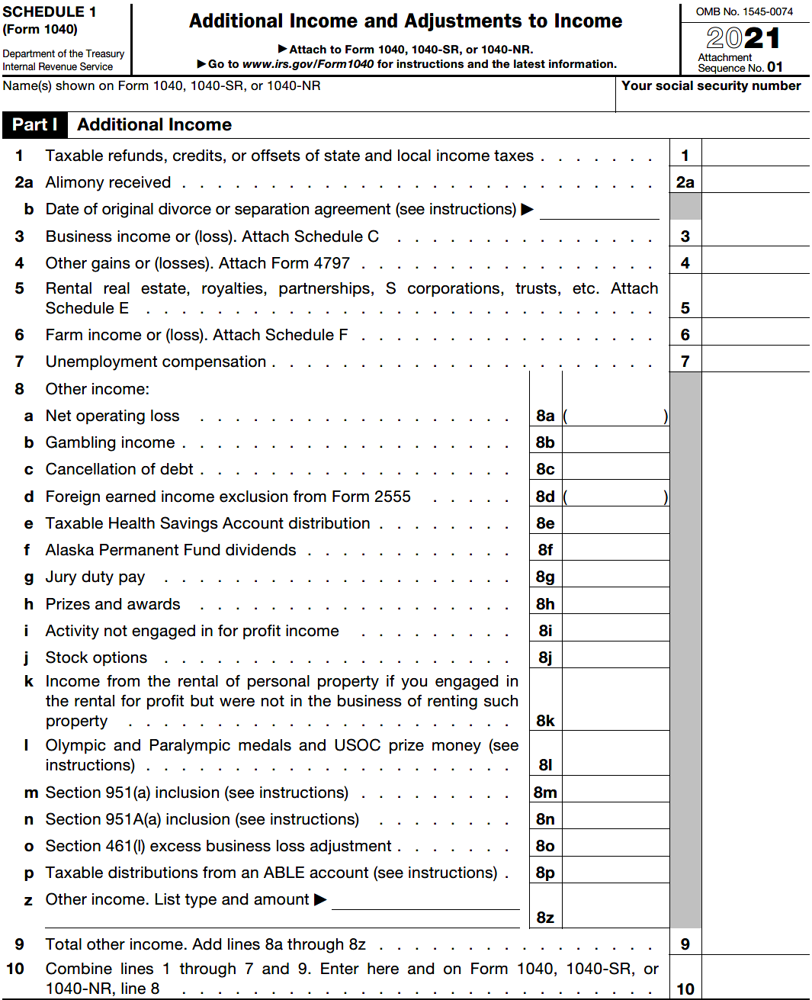 SCHEDULE 1
(Form 1040)
Department of the Treasury
Internal Revenue Service
Additional Income and Adjustments to Income
▶ Attach to Form 1040, 1040-SR, or 1040-NR.
▶ Go to www.irs.gov/Form1040 for instructions and the latest information.
OMB No. 1545-0074
2021
Attachment
Sequence No. 01
Name(s) shown on Form 1040, 1040-SR, or 1040-NR
Your social security number
Part I Additional Income
1 Taxable refunds, credits, or offsets of state and local income taxes . . . . . . . 1
2a Alimony received . . . . . . . . . . . . . . . . . . . . . . . . . . . 2a
b Date of original divorce or separation agreement (see instructions) ▶
3 Business income or (loss). Attach Schedule C . . . . . . . . . . . . . . . 3
4 Other gains or (losses). Attach Form 4797 . . . . . . . . . . . . . . . . . 4
5 Rental real estate, royalties, partnerships, S corporations, trusts, etc. Attach
Schedule E . . . . . . . . . . . . . . . . . . . . . . . . . . . . . 5
6 Farm income or (loss). Attach Schedule F . . . . . . . . . . . . . . . . . 6
7 Unemployment compensation . . . . . . . . . . . . . . . . . . . . . . 7
8 Other income:
a Net operating loss . . . . . . . . . . . . . . . . . . 8a ( )
b Gambling income . . . . . . . . . . . . . . . . . . . 8b
c Cancellation of debt . . . . . . . . . . . . . . . . . . 8c
d Foreign earned income exclusion from Form 2555 . . . . . 8d ( )
e Taxable Health Savings Account distribution . . . . . . . . 8e
f Alaska Permanent Fund dividends . . . . . . . . . . . . 8f
g Jury duty pay . . . . . . . . . . . . . . . . . . . . 8g
h Prizes and awards . . . . . . . . . . . . . . . . . . 8h
i Activity not engaged in for profit income . . . . . . . . . 8i
j Stock options . . . . . . . . . . . . . . . . . . . . 8j
k Income from the rental of personal property if you engaged in
the rental for profit but were not in the business of renting such
property . . . . . . . . . . . . . . . . . . . . . . 8k
l Olympic and Paralympic medals and USOC prize money (see
instructions) . . . . . . . . . . . . . . . . . . . . . 8l
m Section 951(a) inclusion (see instructions) . . . . . . . . . 8m
n Section 951A(a) inclusion (see instructions) . . . . . . . . 8n
o Section 461(l) excess business loss adjustment . . . . . . . 8o
p Taxable distributions from an ABLE account (see instructions) . 8p
z Other income. List type and amount ▶
8z
9 Total other income. Add lines 8a through 8z . . . . . . . . . . . . . . . . 9
10 Combine lines 1 through 7 and 9. Enter here and on Form 1040, 1040-SR, or
1040-NR, line 8 . . . . . . . . . . . . . . . . . . . . . . . . . . . 10